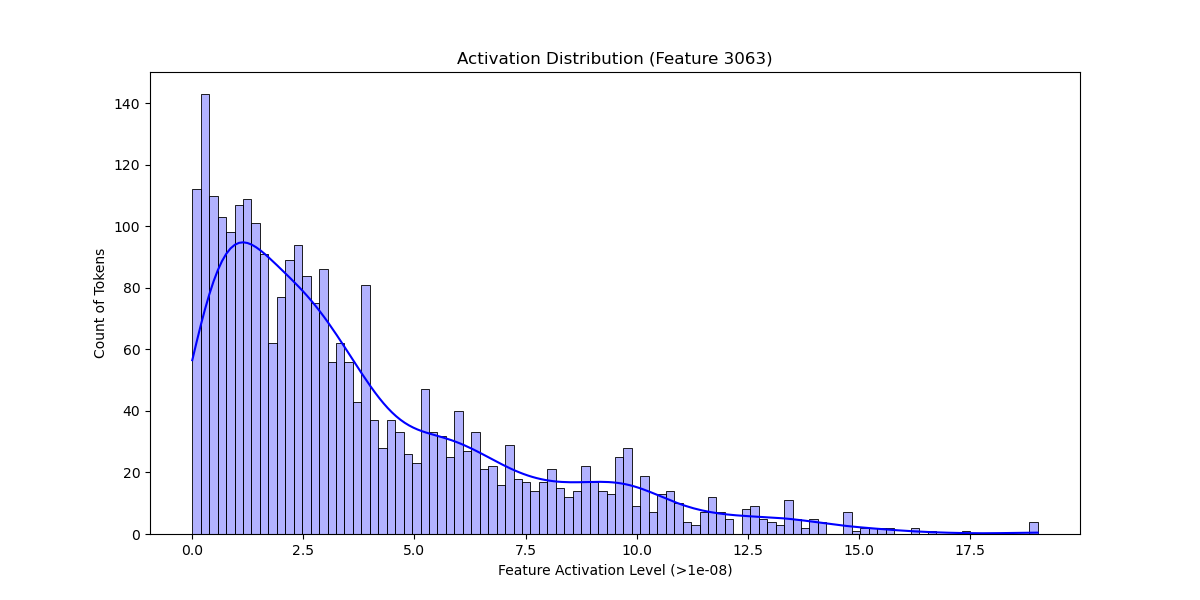 Activation Distribution (Feature 3063)
140
120
100
80
60
40
20
0
Count of Tokens
0.0 2.5 5.0 7.5 10.0 12.5 15.0 17.5
Feature Activation Level (>1e-08)